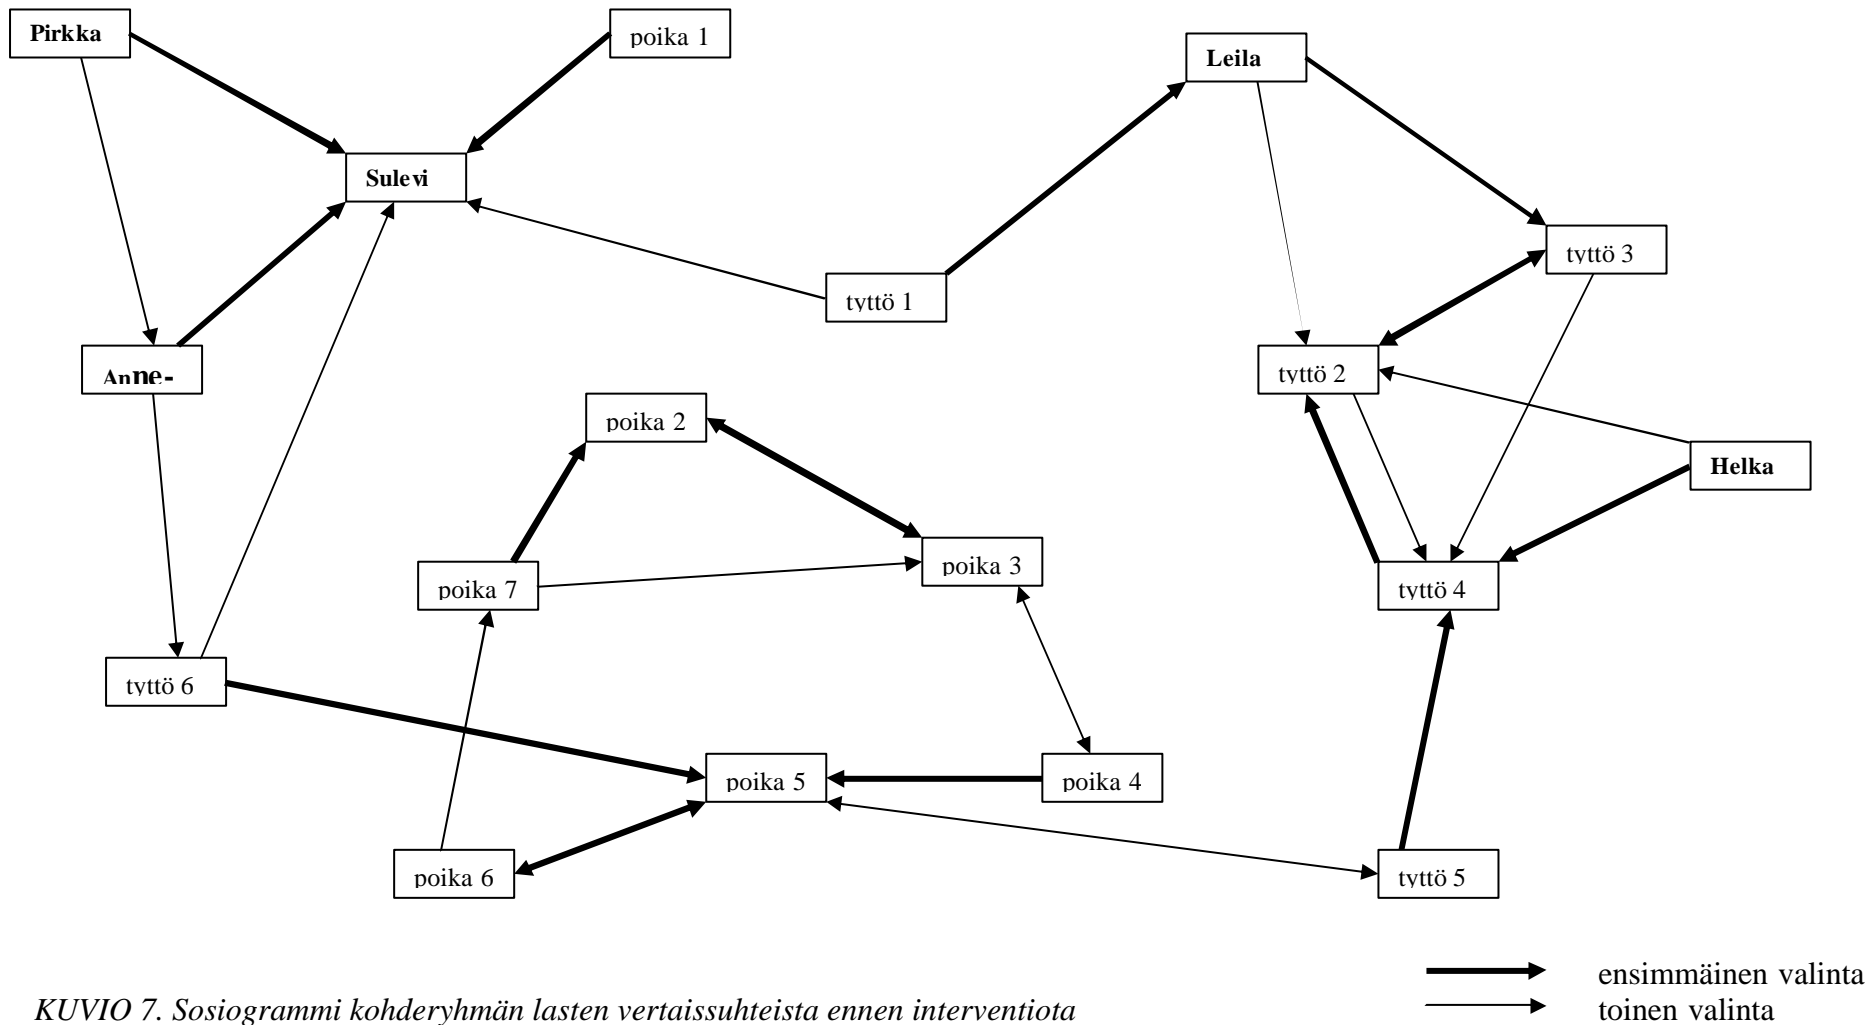 Pirkka
poika 1
Leila
Sulevi
tyttö 3
tyttö 1
Anne-
tyttö 2
poika 2
Helka
poika 3
poika 7
tyttö 4
tyttö 6
poika 5
poika 4
poika 6
tyttö 5
ensimmäinen valinta
toinen valinta
KUVIO 7. Sosiogrammi kohderyhmän lasten vertaissuhteista ennen interventiota